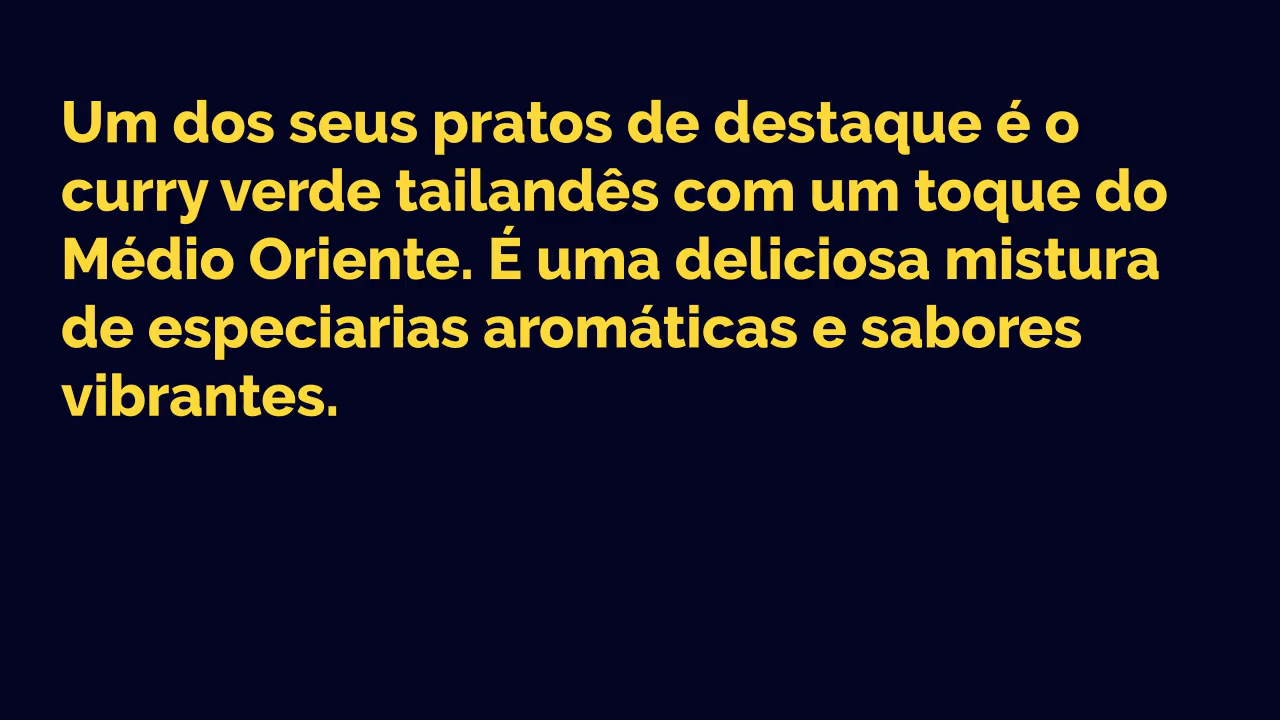 Um dos seus pratos de destaque é o
curry verde tailandês com um toque do
Médio Oriente. É uma deliciosa mistura
de especiarias aromáticas e sabores
vibrantes.